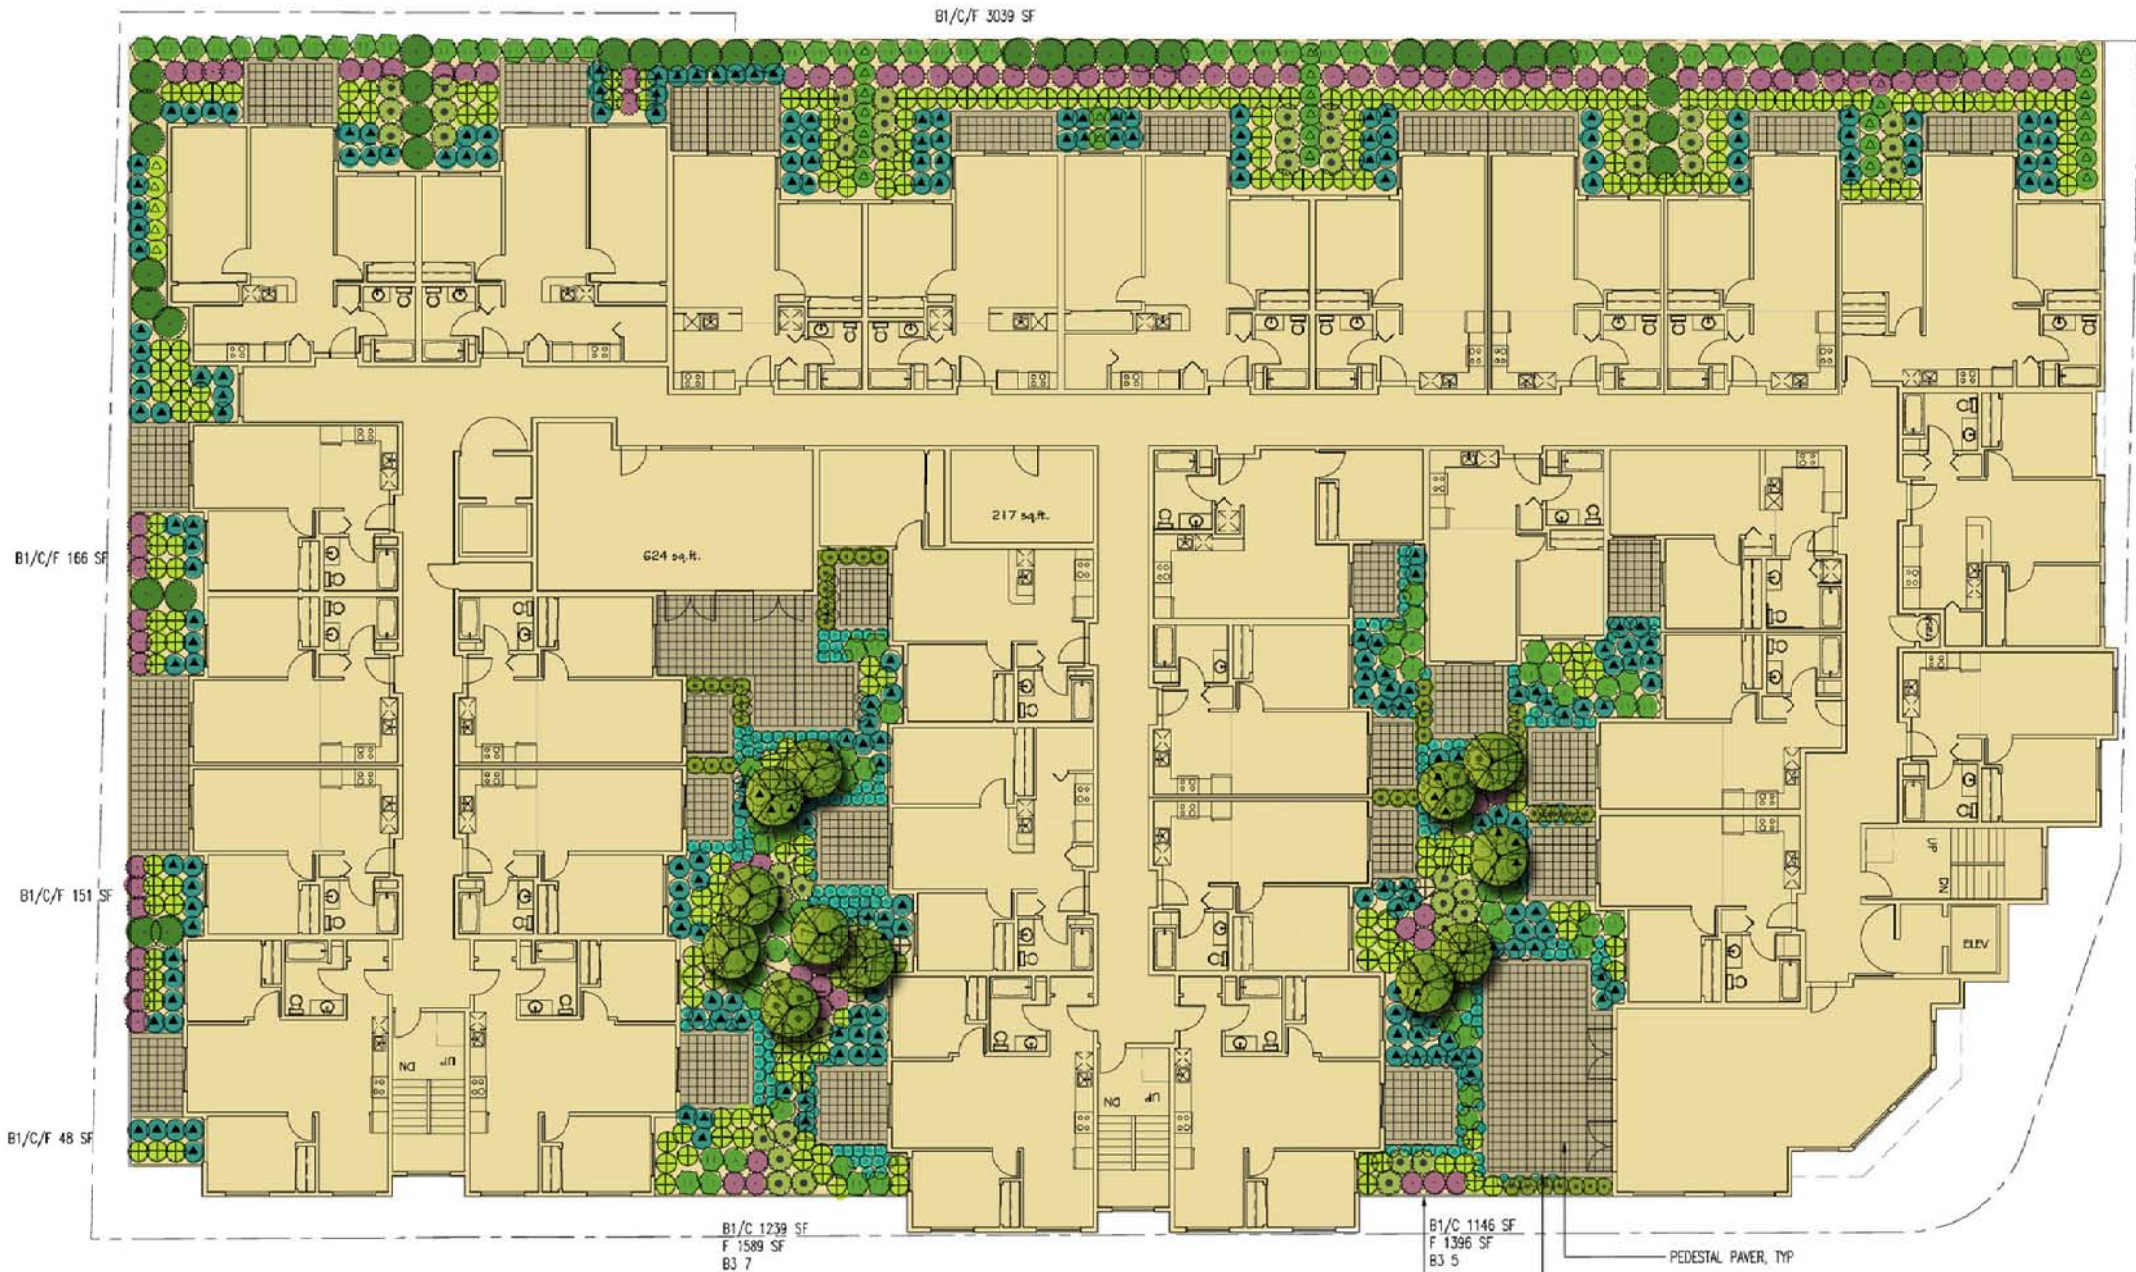 B1/C/F 3039 SF
217 sq.ft.
624 sq.ft.
B1/C/F 166 SF
B1/C/F 151 SF
B1/C/F 48 SF
UP
DN
ELEV
DN
UP
DN
UP
B1/C 1239 SF
F 1589 SF
B3 7
B1/C 1146 SF
F 1396 SF
B3 5
PEDESTAL PAVER, TYP